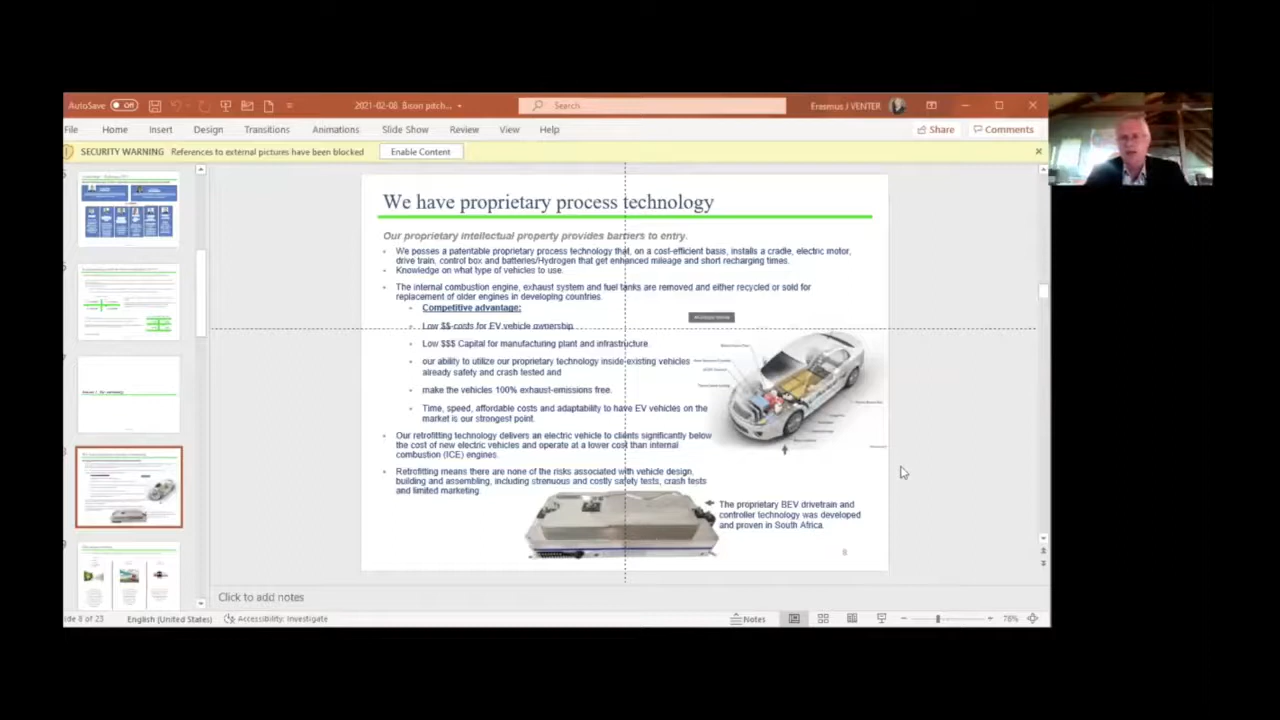 AutoSave Off
2021-02-08 Bison pitch...
Search
Erasmus J VENTER
File Home Insert Design Transitions Animations Slide Show Review View Help
Share Comments
SECURITY WARNING References to external pictures have been blocked Enable Content
We have proprietary process technology
Our proprietary intellectual property provides barriers to entry.
We posses a patentable proprietary process technology that, on a cost-efficient basis, installs a cradle, electric motor,
drive train, control box and batteries/Hydrogen that get enhanced mileage and short recharging times.
Knowledge on what type of vehicles to use.
The internal combustion engine, exhaust system and fuel tanks are removed and either recycled or sold for
replacement of older engines in developing countries.
Competitive advantage:
Low $$-costs for EV vehicle ownership
Low $$$ Capital for manufacturing plant and infrastructure
our ability to utilize our proprietary technology inside existing vehicles
already safety and crash tested and
make the vehicles 100% exhaust-emissions free.
Time, speed, affordable costs and adaptability to have EV vehicles on the
market is our strongest point.
Our retrofitting technology delivers an electric vehicle to clients significantly below
the cost of new electric vehicles and operate at a lower cost than internal
combustion (ICE) engines.
Retrofitting means there are none of the risks associated with vehicle design,
building and assembling, including strenuous and costly safety tests, crash tests
and limited marketing.
The proprietary BEV drivetrain and
controller technology was developed
and proven in South Africa.
8
Click to add notes
ide 8 of 23 English (United States) Accessibility: Investigate Notes 78%